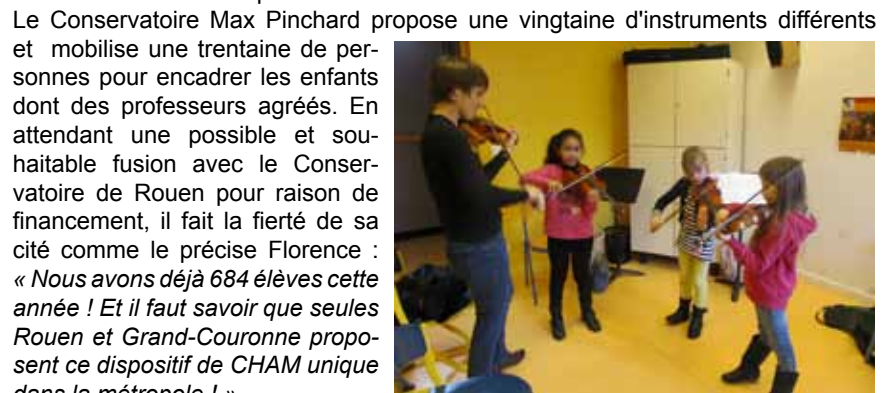 Le Conservatoire Max Pinchard propose une vingtaine d'instruments différents
et mobilise une trentaine de per-
sonnes pour encadrer les enfants
dont des professeurs agréés. En
attendant une possible et sou-
haitable fusion avec le Conser-
vatoire de Rouen pour raison de
financement, il fait la fierté de sa
cité comme le précise Florence :
« Nous avons déjà 684 élèves cette
année ! Et il faut savoir que seules
Rouen et Grand-Couronne propo-
sent ce dispositif de CHAM unique
dans la métropole ! »